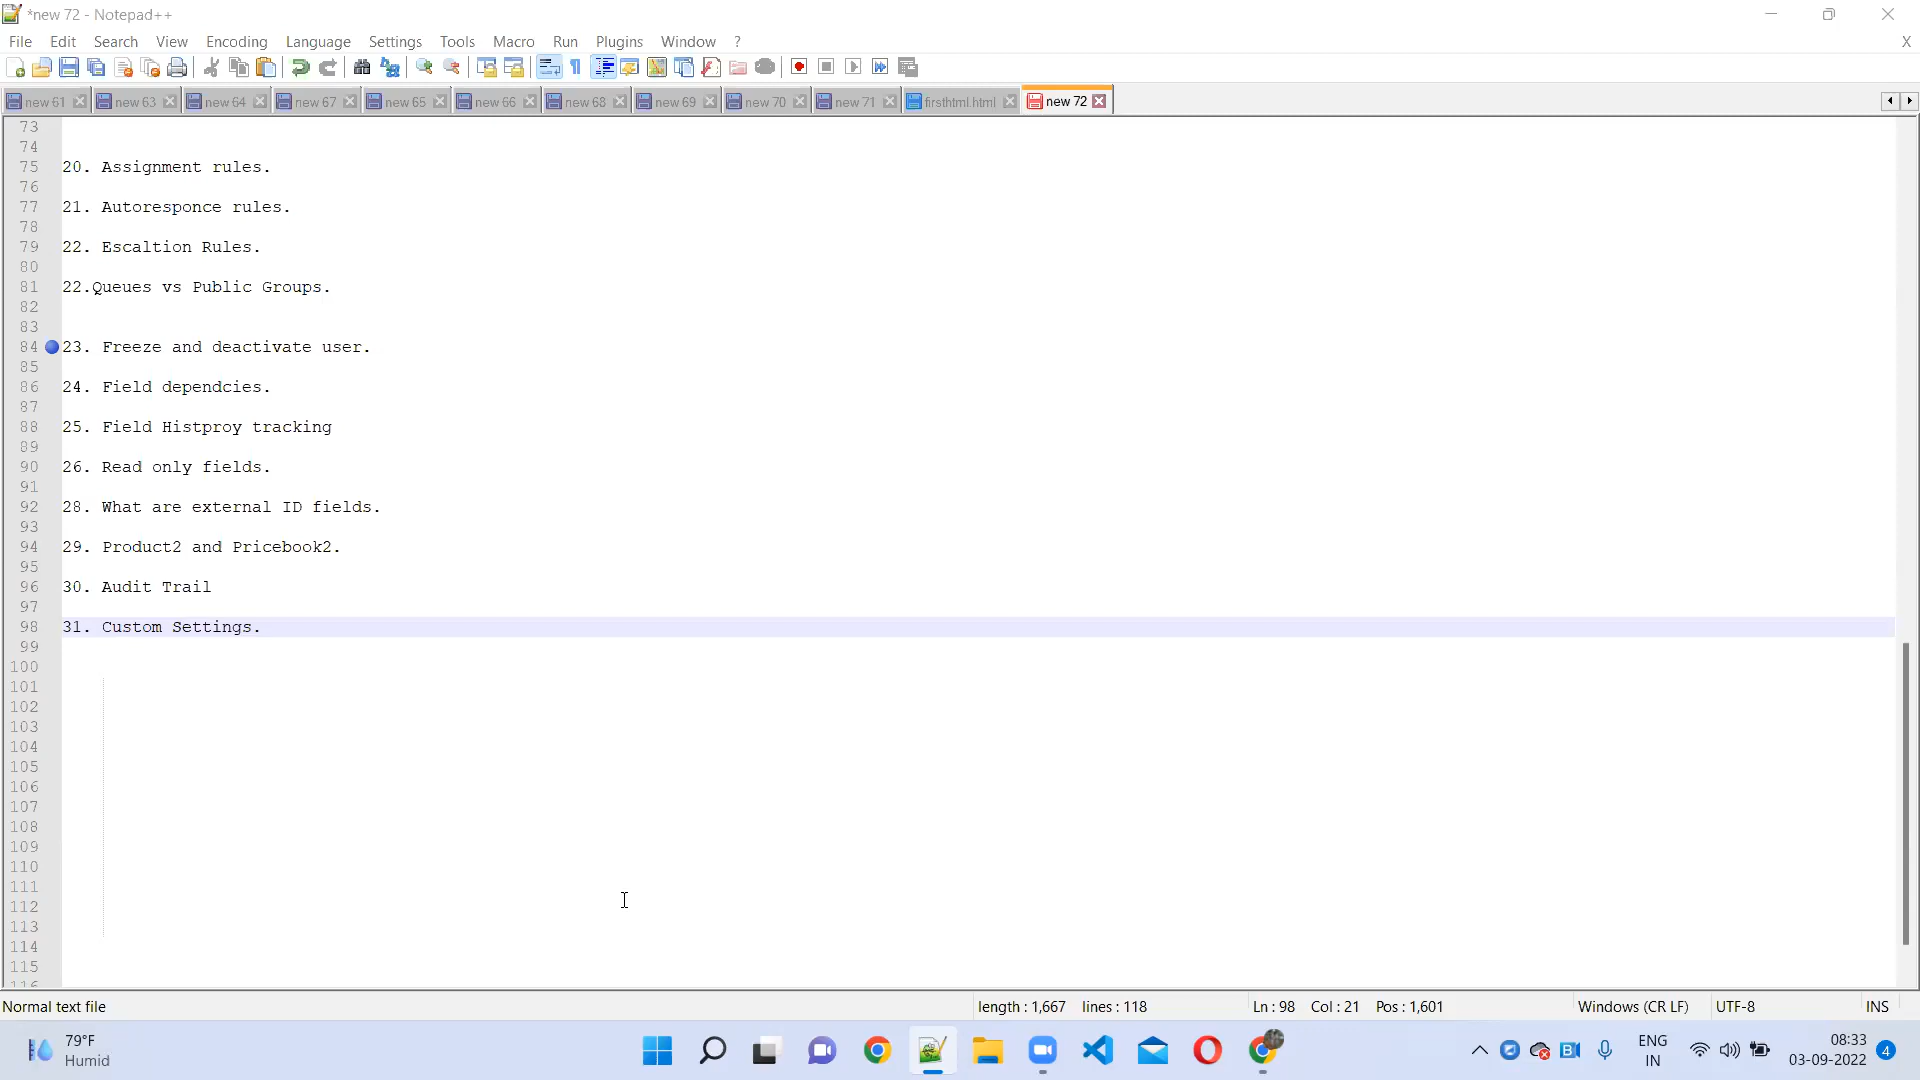 *new 72 - Notepad++
File Edit Search View Encoding Language Settings Tools Macro Run Plugins Window ? X
new 61 new 63 new 64 new 67 new 65 new 66 new 68 new 69 new 70 new 71 firsthtml.html new 72
73
74
75 20. Assignment rules.
76
77 21. Autoresponce rules.
78
79 22. Escaltion Rules.
80
81 22.Queues vs Public Groups.
82
83
84 23. Freeze and deactivate user.
85
86 24. Field dependcies.
87
88 25. Field Histproy tracking
89
90 26. Read only fields.
91
92 28. What are external ID fields.
93
94 29. Product2 and Pricebook2.
95
96 30. Audit Trail
97
98 31. Custom Settings.
99
100
101
102
103
104
105
106
107
108
109
110
111
112
113
114
115
116
Normal text file length : 1,667 lines : 118 Ln : 98 Col : 21 Pos : 1,601 Windows (CR LF) UTF-8 INS
79°F
Humid
ENG
IN
08:33
03-09-2022
4